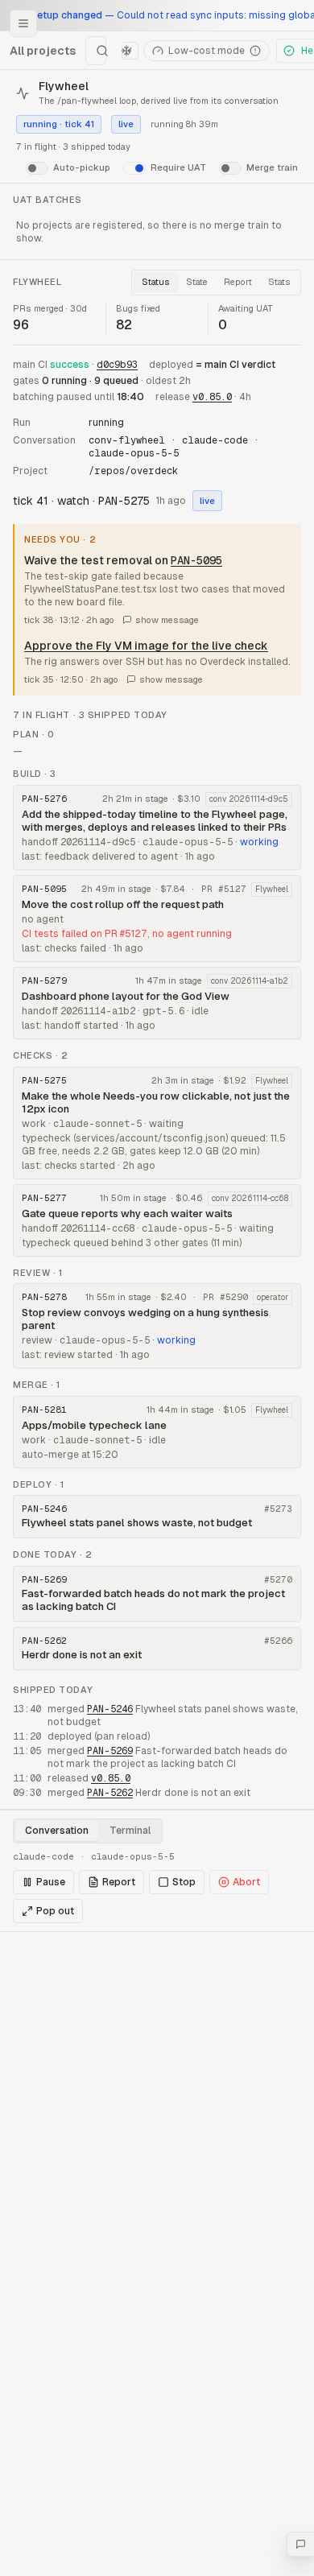 etup changed — Could not read sync inputs: missing globa
All projects
Low-cost mode
He
Flywheel
The /pan-flywheel loop, derived live from its conversation
running · tick 41
live
running 8h 39m
7 in flight · 3 shipped today
Auto-pickup
Require UAT
Merge train
UAT BATCHES
No projects are registered, so there is no merge train to
show.
FLYWHEEL
Status
State
Report
Stats
PRs merged · 30d
96
Bugs fixed
82
Awaiting UAT
0
main CI success · d0c9b93 deployed = main CI verdict
gates 0 running · 9 queued · oldest 2h
batching paused until 18:40 release v0.85.0 · 4h
Run running
Conversation conv-flywheel · claude-code ·
claude-opus-5-5
Project /repos/overdeck
tick 41 · watch · PAN-5275 1h ago live
NEEDS YOU · 2
Waive the test removal on PAN-5095
The test-skip gate failed because
FlywheelStatusPane.test.tsx lost two cases that moved
to the new board file.
tick 38 · 13:12 · 2h ago show message
Approve the Fly VM image for the live check
The rig answers over SSH but has no Overdeck installed.
tick 35 · 12:50 · 2h ago show message
7 IN FLIGHT · 3 SHIPPED TODAY
PLAN · 0
—
BUILD · 3
PAN-5276 2h 21m in stage · $3.10 conv 20261114-d9c5
Add the shipped-today timeline to the Flywheel page,
with merges, deploys and releases linked to their PRs
handoff 20261114-d9c5 · claude-opus-5-5 · working
last: feedback delivered to agent · 1h ago
PAN-5095 2h 49m in stage · $7.84 · PR #5127 Flywheel
Move the cost rollup off the request path
no agent
CI tests failed on PR #5127, no agent running
last: checks failed · 1h ago
PAN-5279 1h 47m in stage conv 20261114-a1b2
Dashboard phone layout for the God View
handoff 20261114-a1b2 · gpt-5.6 · idle
last: handoff started · 1h ago
CHECKS · 2
PAN-5275 2h 3m in stage · $1.92 Flywheel
Make the whole Needs-you row clickable, not just the
12px icon
work · claude-sonnet-5 · waiting
typecheck (services/account/tsconfig.json) queued: 11.5
GB free, needs 2.2 GB, gates keep 12.0 GB (20 min)
last: checks started · 2h ago
PAN-5277 1h 50m in stage · $0.46 conv 20261114-cc68
Gate queue reports why each waiter waits
handoff 20261114-cc68 · claude-opus-5-5 · waiting
typecheck queued behind 3 other gates (11 min)
REVIEW · 1
PAN-5278 1h 55m in stage · $2.40 · PR #5290 operator
Stop review convoys wedging on a hung synthesis
parent
review · claude-opus-5-5 · working
last: review started · 1h ago
MERGE · 1
PAN-5281 1h 44m in stage · $1.05 Flywheel
Apps/mobile typecheck lane
work · claude-sonnet-5 · idle
auto-merge at 15:20
DEPLOY · 1
PAN-5246 #5273
Flywheel stats panel shows waste, not budget
DONE TODAY · 2
PAN-5269 #5270
Fast-forwarded batch heads do not mark the project
as lacking batch CI
PAN-5262 #5266
Herdr done is not an exit
SHIPPED TODAY
13:40 merged PAN-5246 Flywheel stats panel shows waste,
not budget
11:20 deployed (pan reload)
11:05 merged PAN-5269 Fast-forwarded batch heads do
not mark the project as lacking batch CI
11:00 released v0.85.0
09:30 merged PAN-5262 Herdr done is not an exit
Conversation
Terminal
claude-code · claude-opus-5-5
Pause
Report
Stop
Abort
Pop out